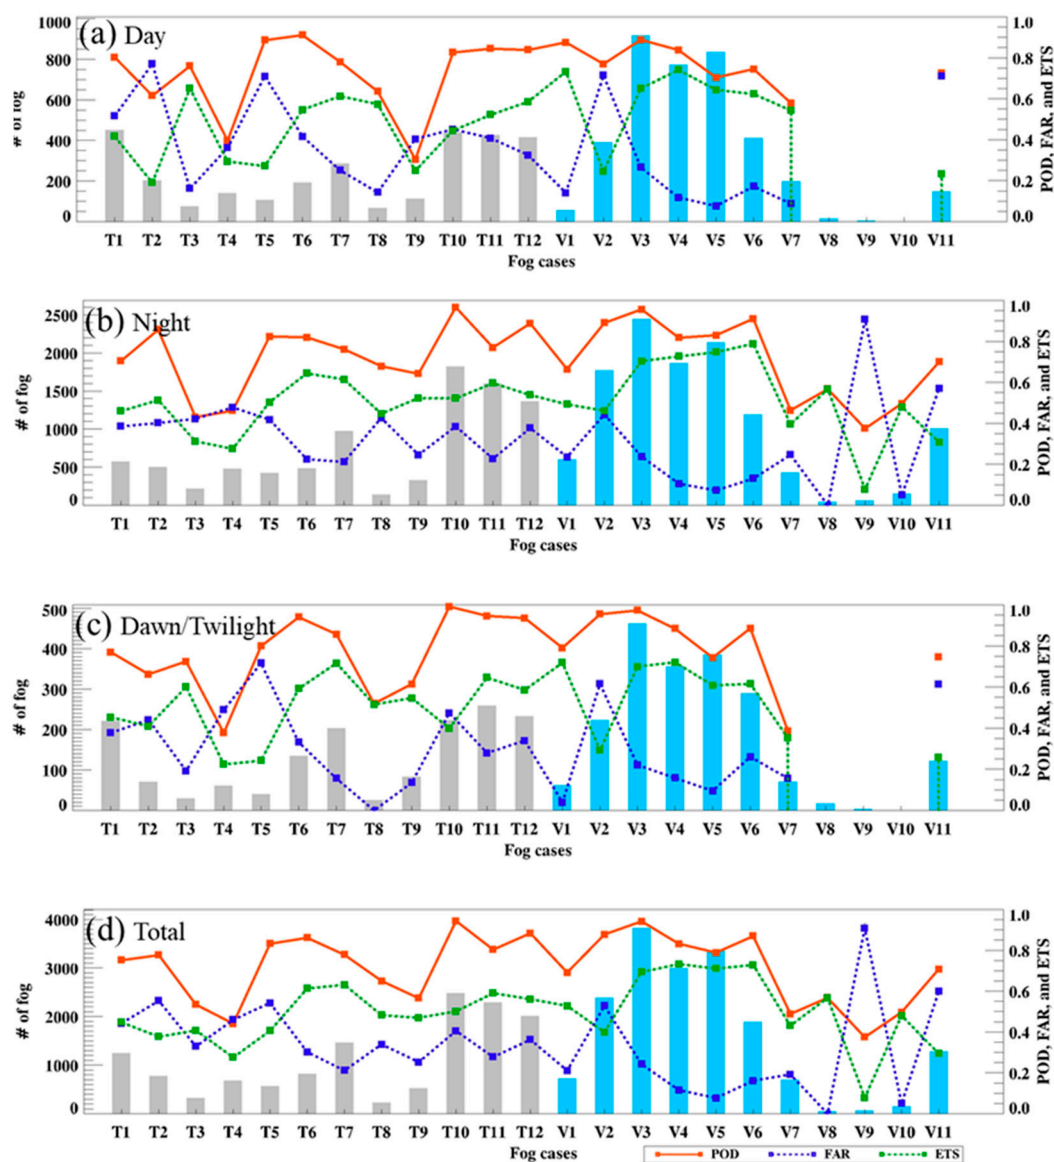 (a) Day
1000
800
600
400
200
0
# of fog
1.0
0.8
0.6
0.4
0.2
0.0
POD, FAR, and ETS
T1 T2 T3 T4 T5 T6 T7 T8 T9 T10 T11 T12 V1 V2 V3 V4 V5 V6 V7 V8 V9 V10 V11
Fog cases
(b) Night
2500
2000
1500
1000
500
0
# of fog
1.0
0.8
0.6
0.4
0.2
0.0
POD, FAR, and ETS
T1 T2 T3 T4 T5 T6 T7 T8 T9 T10 T11 T12 V1 V2 V3 V4 V5 V6 V7 V8 V9 V10 V11
Fog cases
(c) Dawn/Twilight
500
400
300
200
100
0
# of fog
1.0
0.8
0.6
0.4
0.2
0.0
POD, FAR, and ETS
T1 T2 T3 T4 T5 T6 T7 T8 T9 T10 T11 T12 V1 V2 V3 V4 V5 V6 V7 V8 V9 V10 V11
Fog cases
(d) Total
4000
3000
2000
1000
0
# of fog
1.0
0.8
0.6
0.4
0.2
0.0
POD, FAR, and ETS
T1 T2 T3 T4 T5 T6 T7 T8 T9 T10 T11 T12 V1 V2 V3 V4 V5 V6 V7 V8 V9 V10 V11
Fog cases
POD FAR ETS